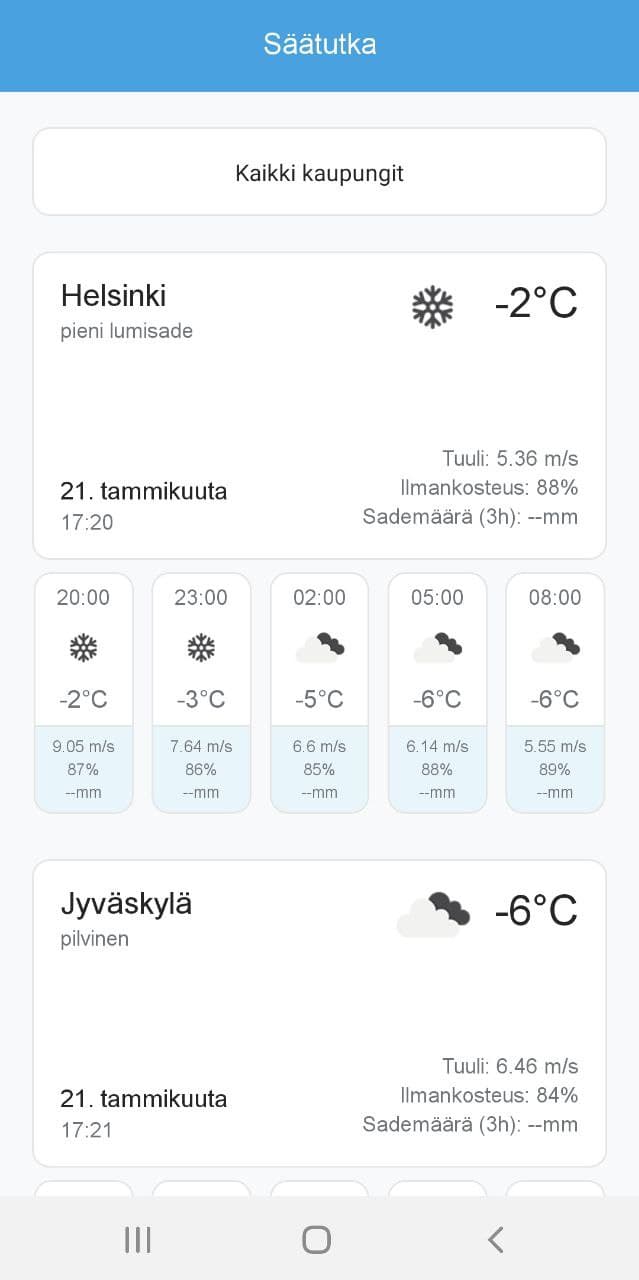 Säätutka
Kaikki kaupungit
Helsinki
-2°C
pieni lumisade
Tuuli: 5.36 m/s
21. tammikuuta
Ilmankosteus: 88%
17:20
Sademäärä (3h): --mm
20:00 23:00 02:00 05:00 08:00
-2°C -3°C -5°C -6°C -6°C
9.05 m/s 7.64 m/s 6.6 m/s 6.14 m/s 5.55 m/s
87% 86% 85% 88% 89%
--mm --mm --mm --mm --mm
Jyväskylä
-6°C
pilvinen
Tuuli: 6.46 m/s
21. tammikuuta
Ilmankosteus: 84%
17:21
Sademäärä (3h): --mm